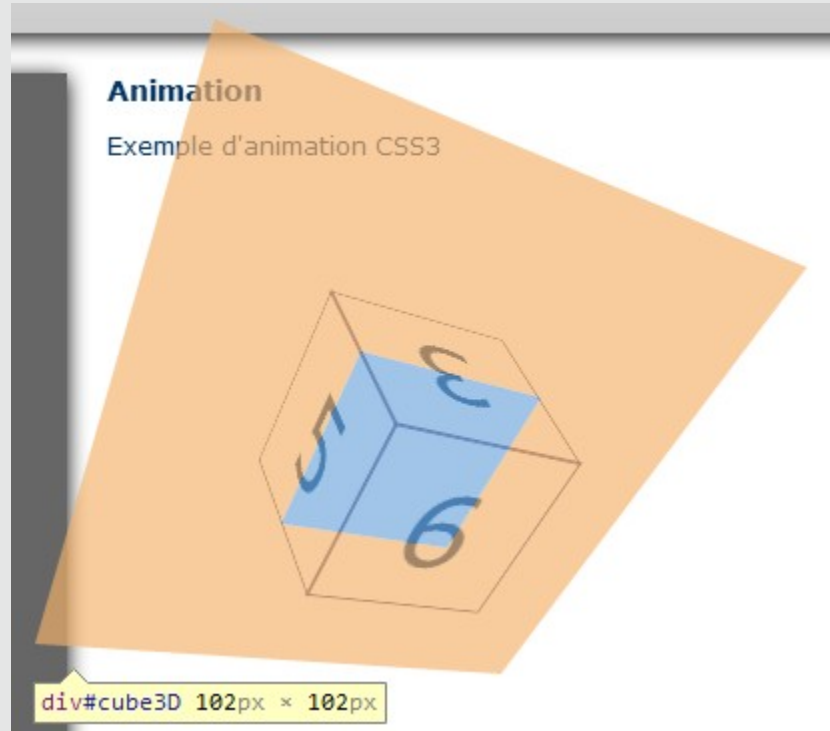 Animation
Exemple d'animation CSS3
3
5
6
div#cube3D 102px × 102px